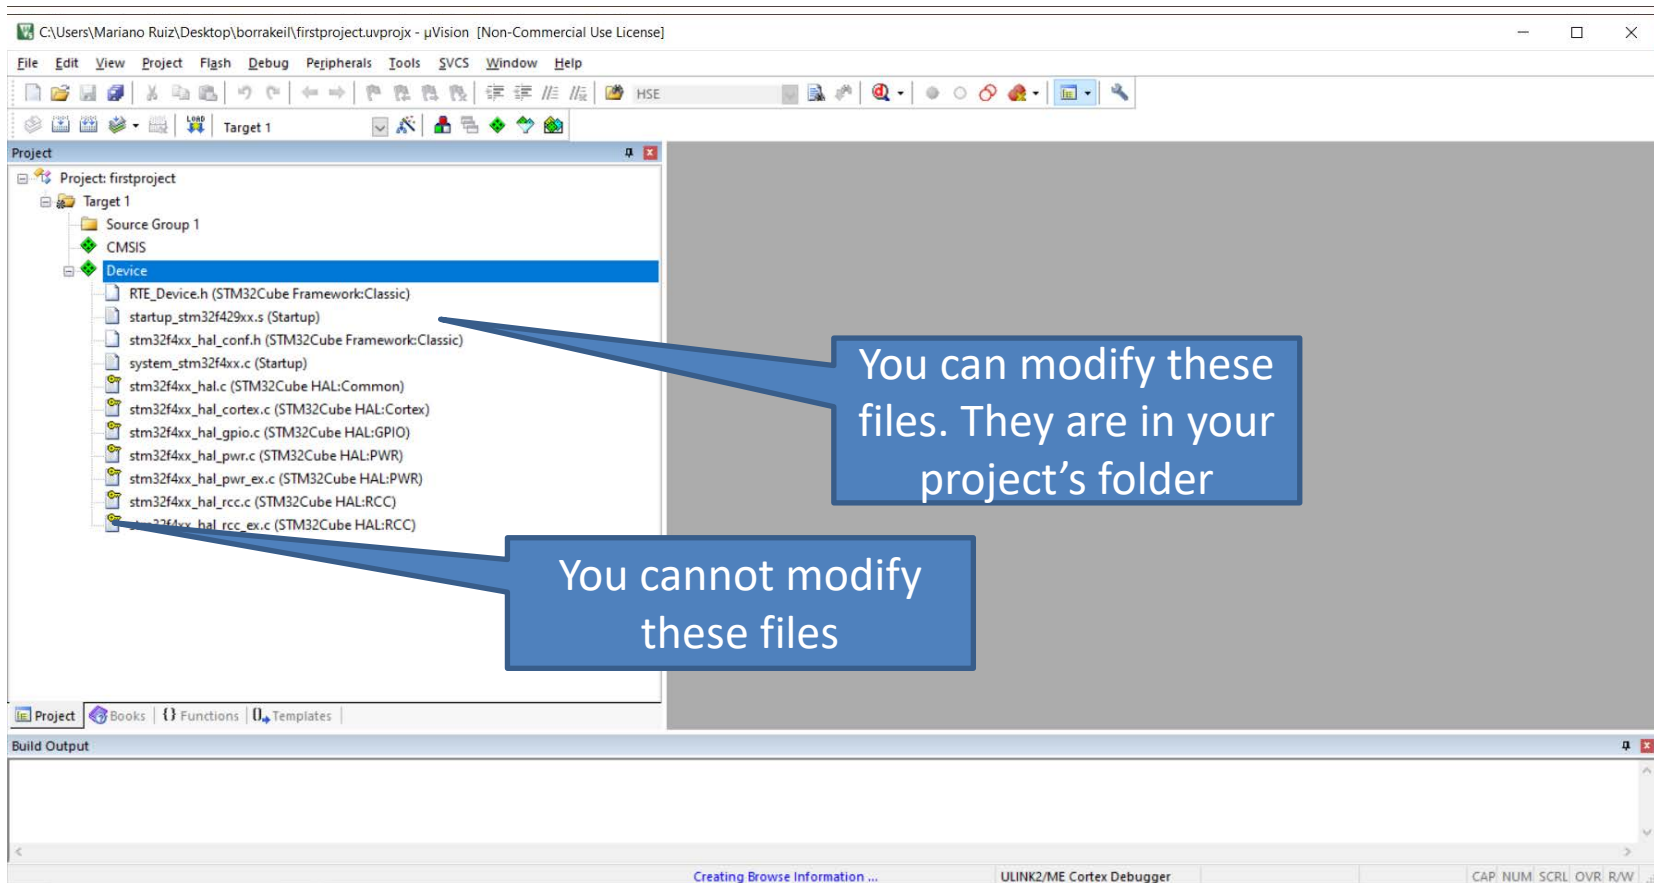 C:\Users\Mariano Ruiz\Desktop\borrakeil\firstproject.uvprojx - µVision [Non-Commercial Use License]
File Edit View Project Flash Debug Peripherals Tools SVCS Window Help
HSE
LOAD
Target 1
Project
Project: firstproject
Target 1
Source Group 1
CMSIS
Device
RTE_Device.h (STM32Cube Framework:Classic)
startup_stm32f429xx.s (Startup)
stm32f4xx_hal_conf.h (STM32Cube Framework:Classic)
system_stm32f4xx.c (Startup)
stm32f4xx_hal.c (STM32Cube HAL:Common)
stm32f4xx_hal_cortex.c (STM32Cube HAL:Cortex)
stm32f4xx_hal_gpio.c (STM32Cube HAL:GPIO)
stm32f4xx_hal_pwr.c (STM32Cube HAL:PWR)
stm32f4xx_hal_pwr_ex.c (STM32Cube HAL:PWR)
stm32f4xx_hal_rcc.c (STM32Cube HAL:RCC)
stm32f4xx_hal_rcc_ex.c (STM32Cube HAL:RCC)
You can modify these
files. They are in your
project’s folder
You cannot modify
these files
Project Books {} Functions Templates
Build Output
Creating Browse Information ... ULINK2/ME Cortex Debugger CAP NUM SCRL OVR R/W